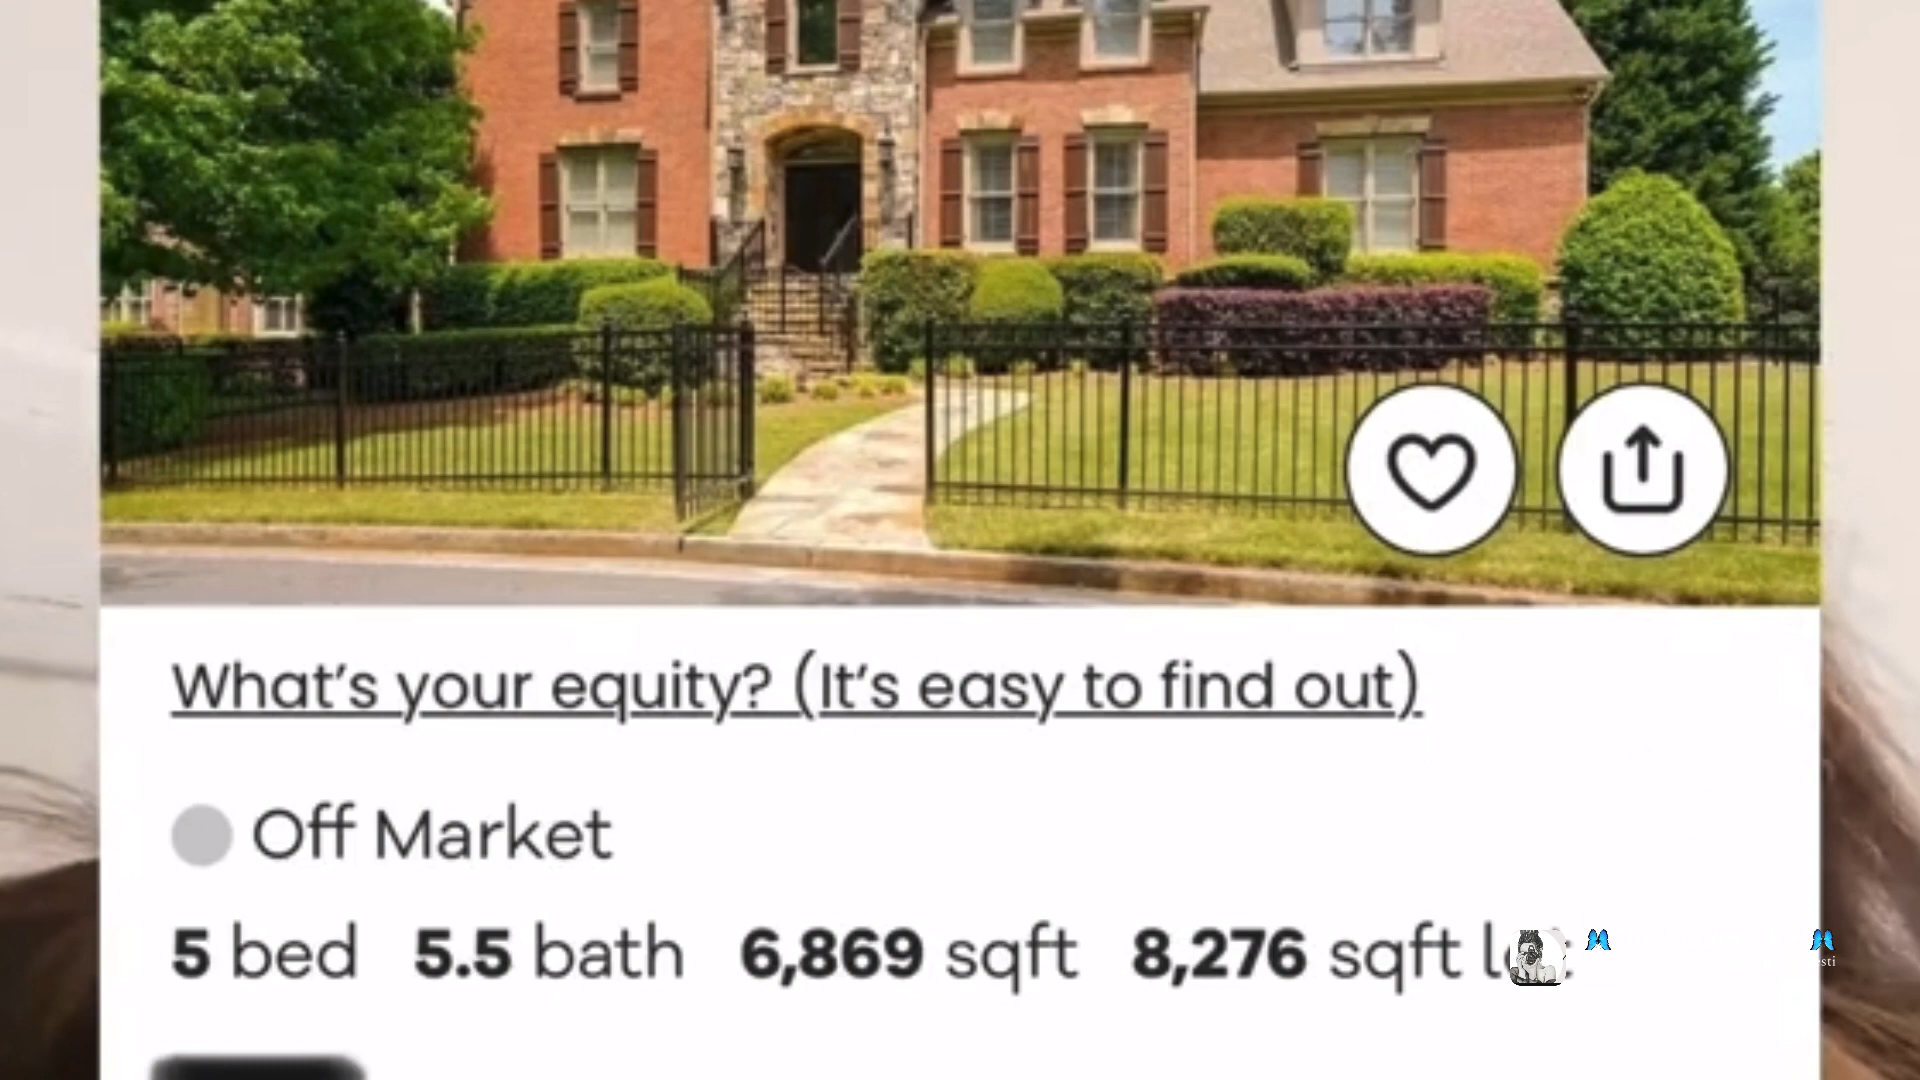 What's your equity? (It's easy to find out)
Off Market
5 bed 5.5 bath 6,869 sqft 8,276 sqft